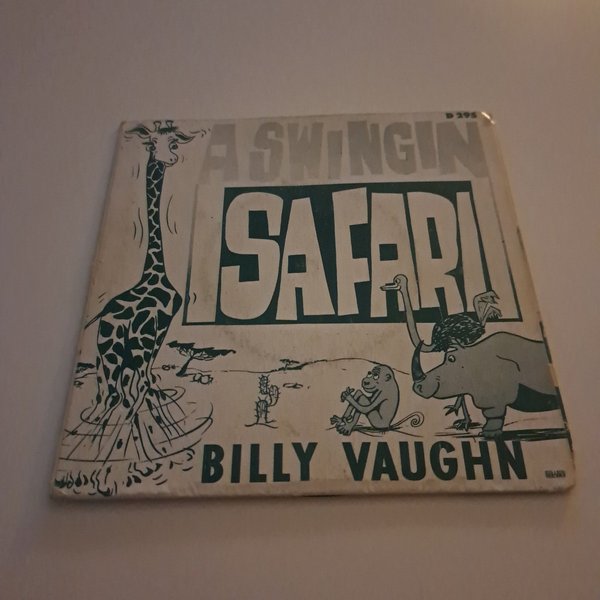 D 295
A SWINGIN
SAFARI
BILLY VAUGHN